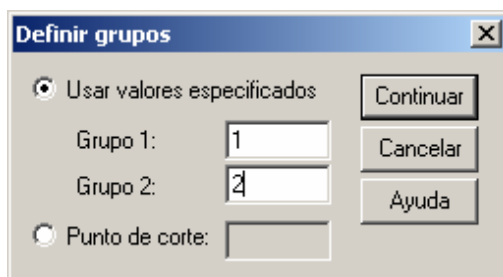 Definir grupos
Usar valores especificados
Continuar
Grupo 1: 1
Cancelar
Grupo 2: 2
Ayuda
Punto de corte: